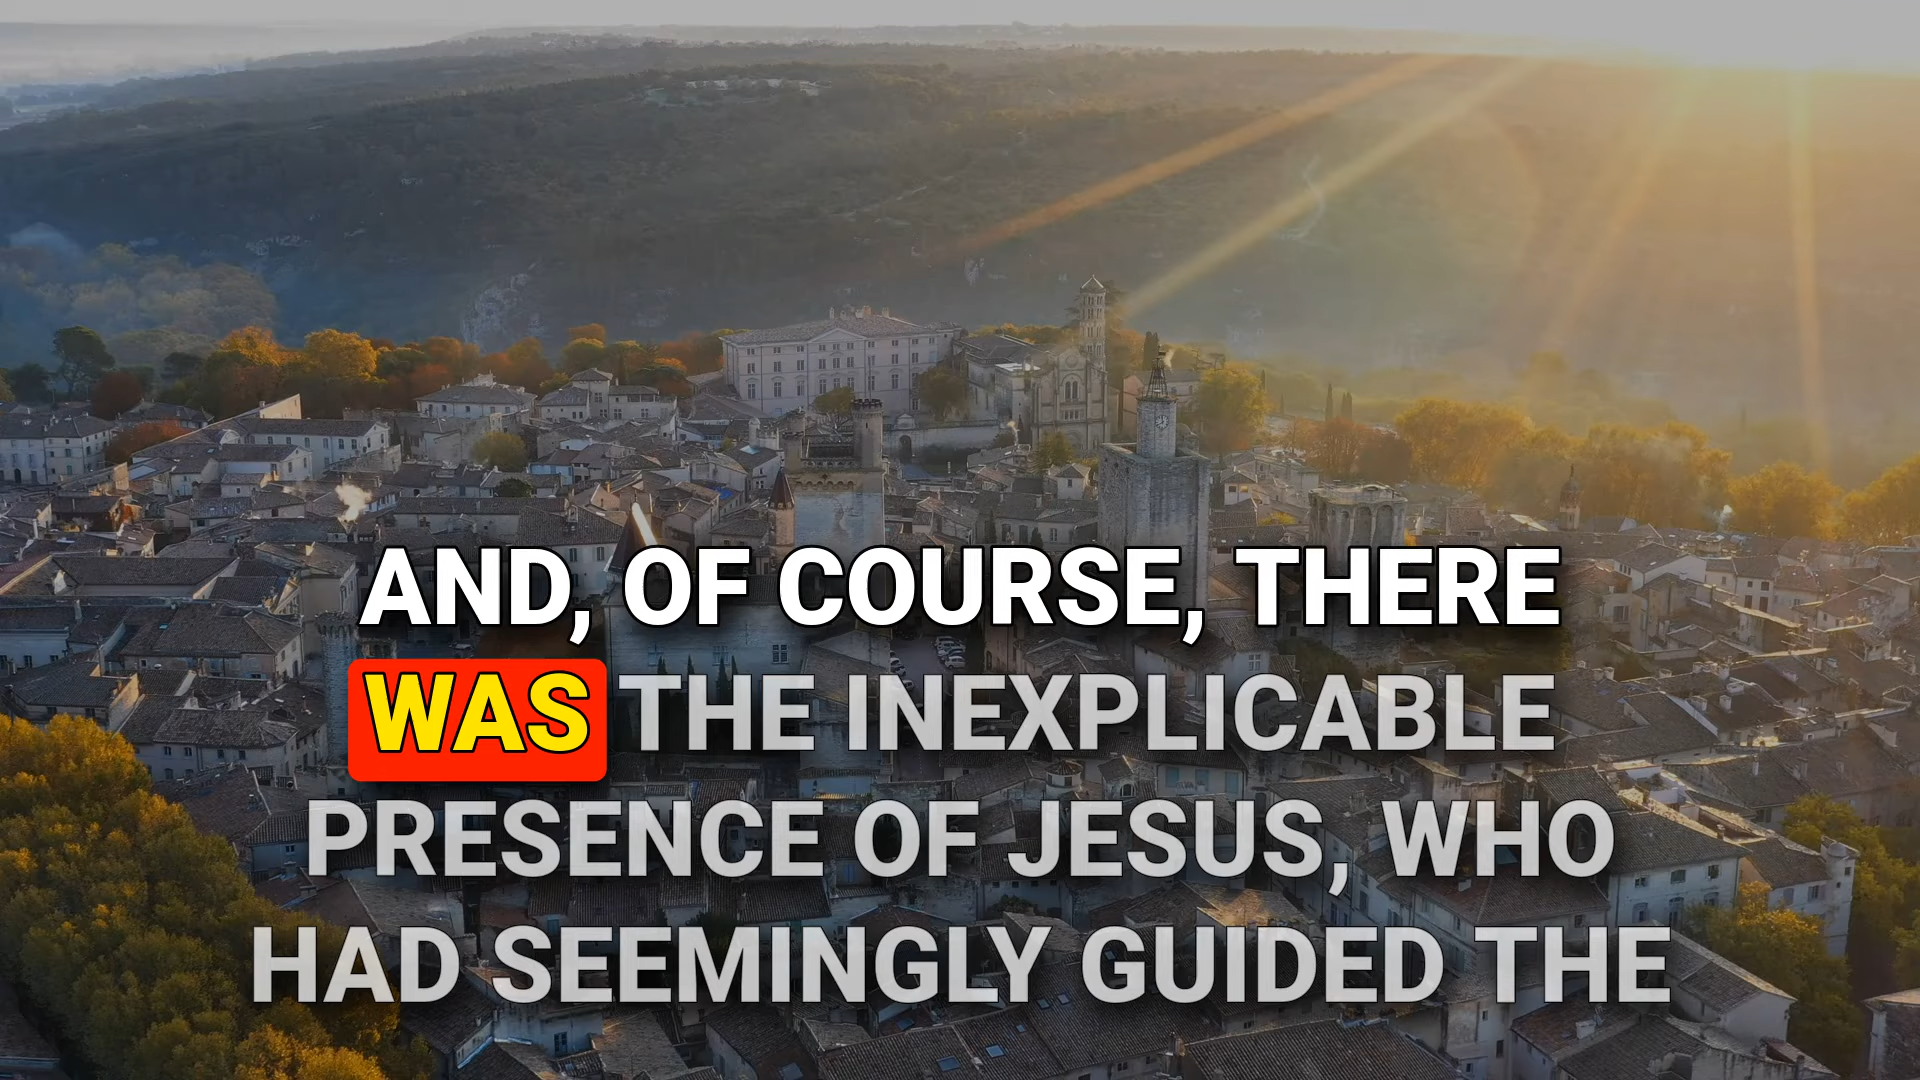 AND, OF COURSE, THERE
WAS THE INEXPLICABLE
PRESENCE OF JESUS, WHO
HAD SEEMINGLY GUIDED THE